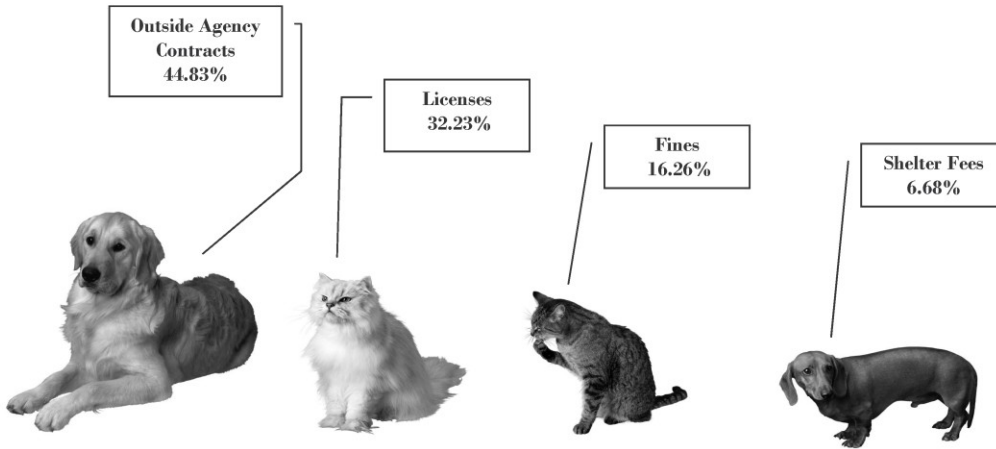 Outside Agency
Contracts
44.83%
Licenses
32.23%
Fines
16.26%
Shelter Fees
6.68%